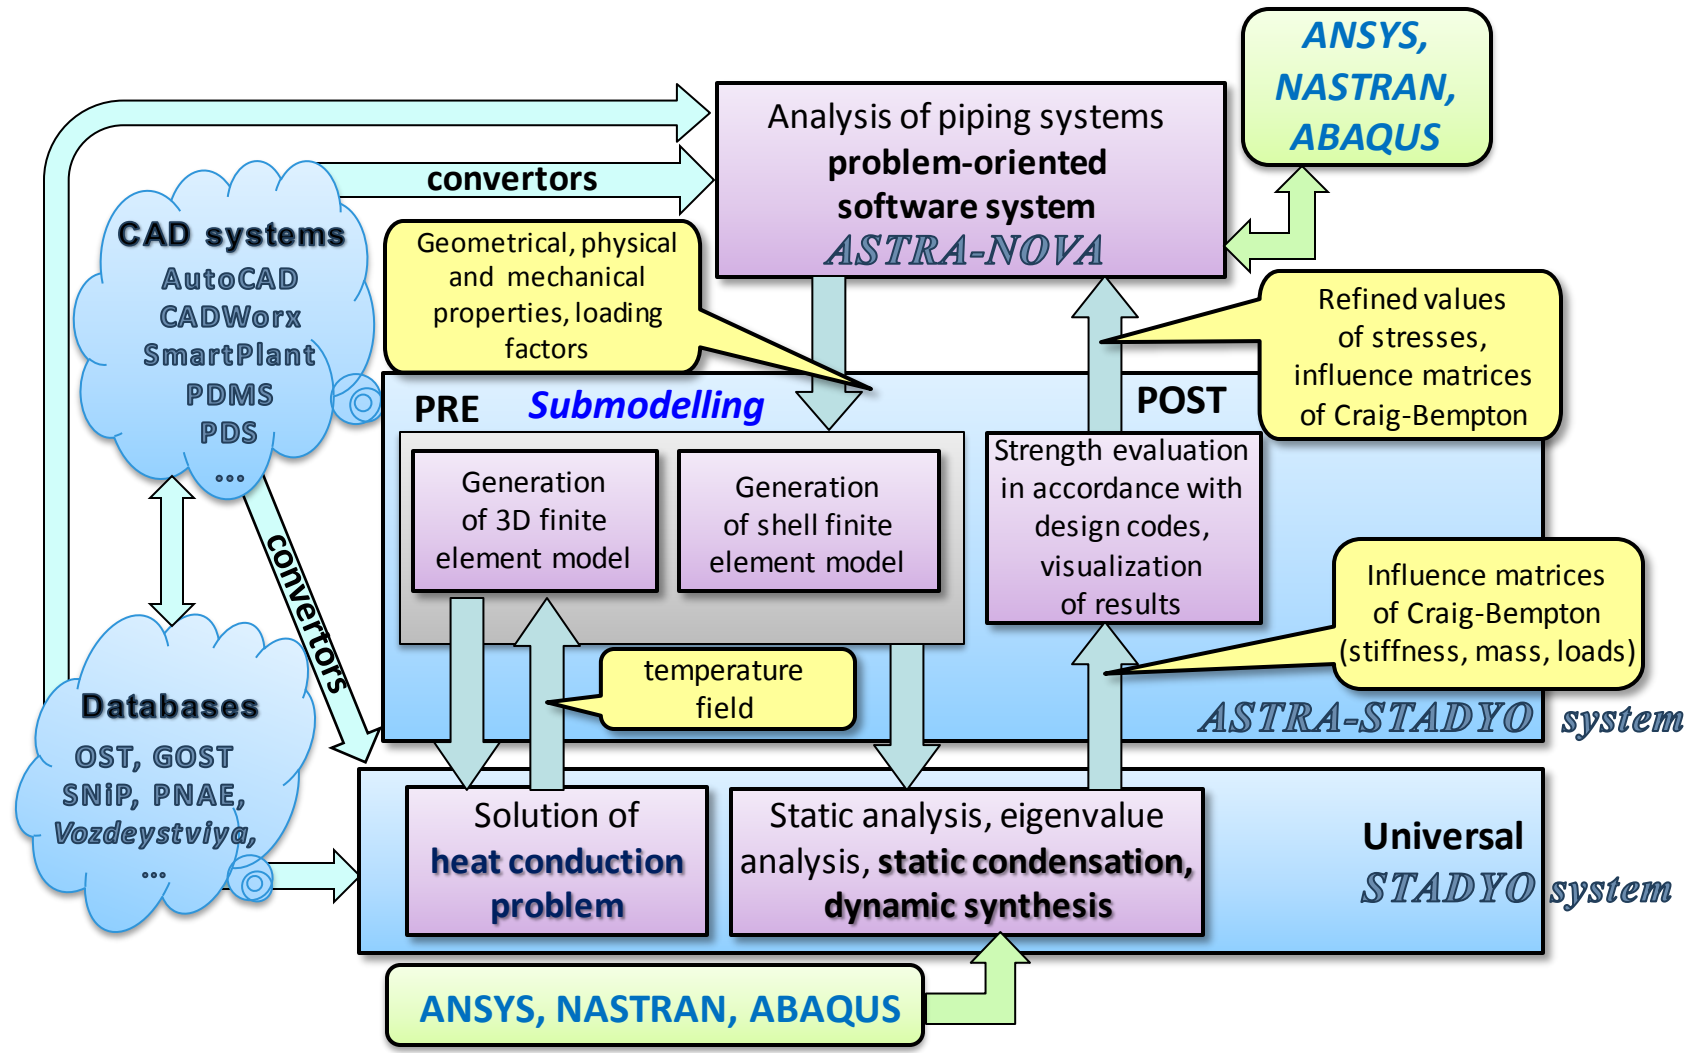 ANSYS,
NASTRAN,
ABAQUS
Analysis of piping systems
problem-oriented
software system
ASTRA-NOVA
convertors
CAD systems
AutoCAD
CADWorx
SmartPlant
PDMS
PDS
...
Geometrical, physical
and mechanical
properties, loading
factors
Refined values
of stresses,
influence matrices
of Craig-Bempton
PRE
Submodelling
POST
Generation
of 3D finite
element model
Generation
of shell finite
element model
Strength evaluation
in accordance with
design codes,
visualization
of results
convertors
Influence matrices
of Craig-Bempton
(stiffness, mass, loads)
temperature
field
ASTRA-STADYO system
Databases
OST, GOST
SNiP, PNAE,
Vozdeystviya,
...
Solution of
heat conduction
problem
Static analysis, eigenvalue
analysis, static condensation,
dynamic synthesis
Universal
STADYO system
ANSYS, NASTRAN, ABAQUS